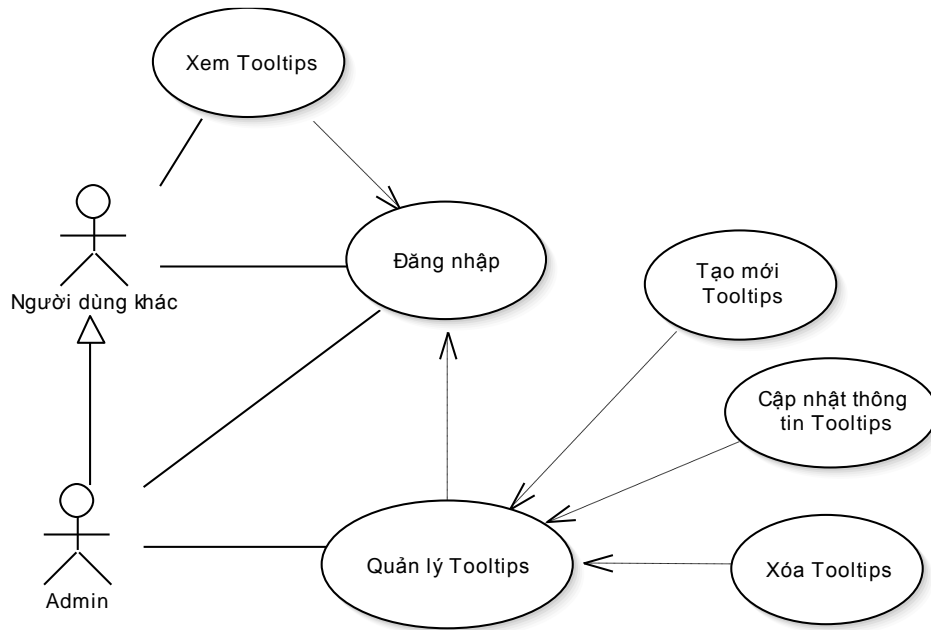 Xem Tooltips
Đăng nhập
Tạo mới
Tooltips
Người dùng khác
Cập nhật thông
tin Tooltips
Quản lý Tooltips
Xóa Tooltips
Admin